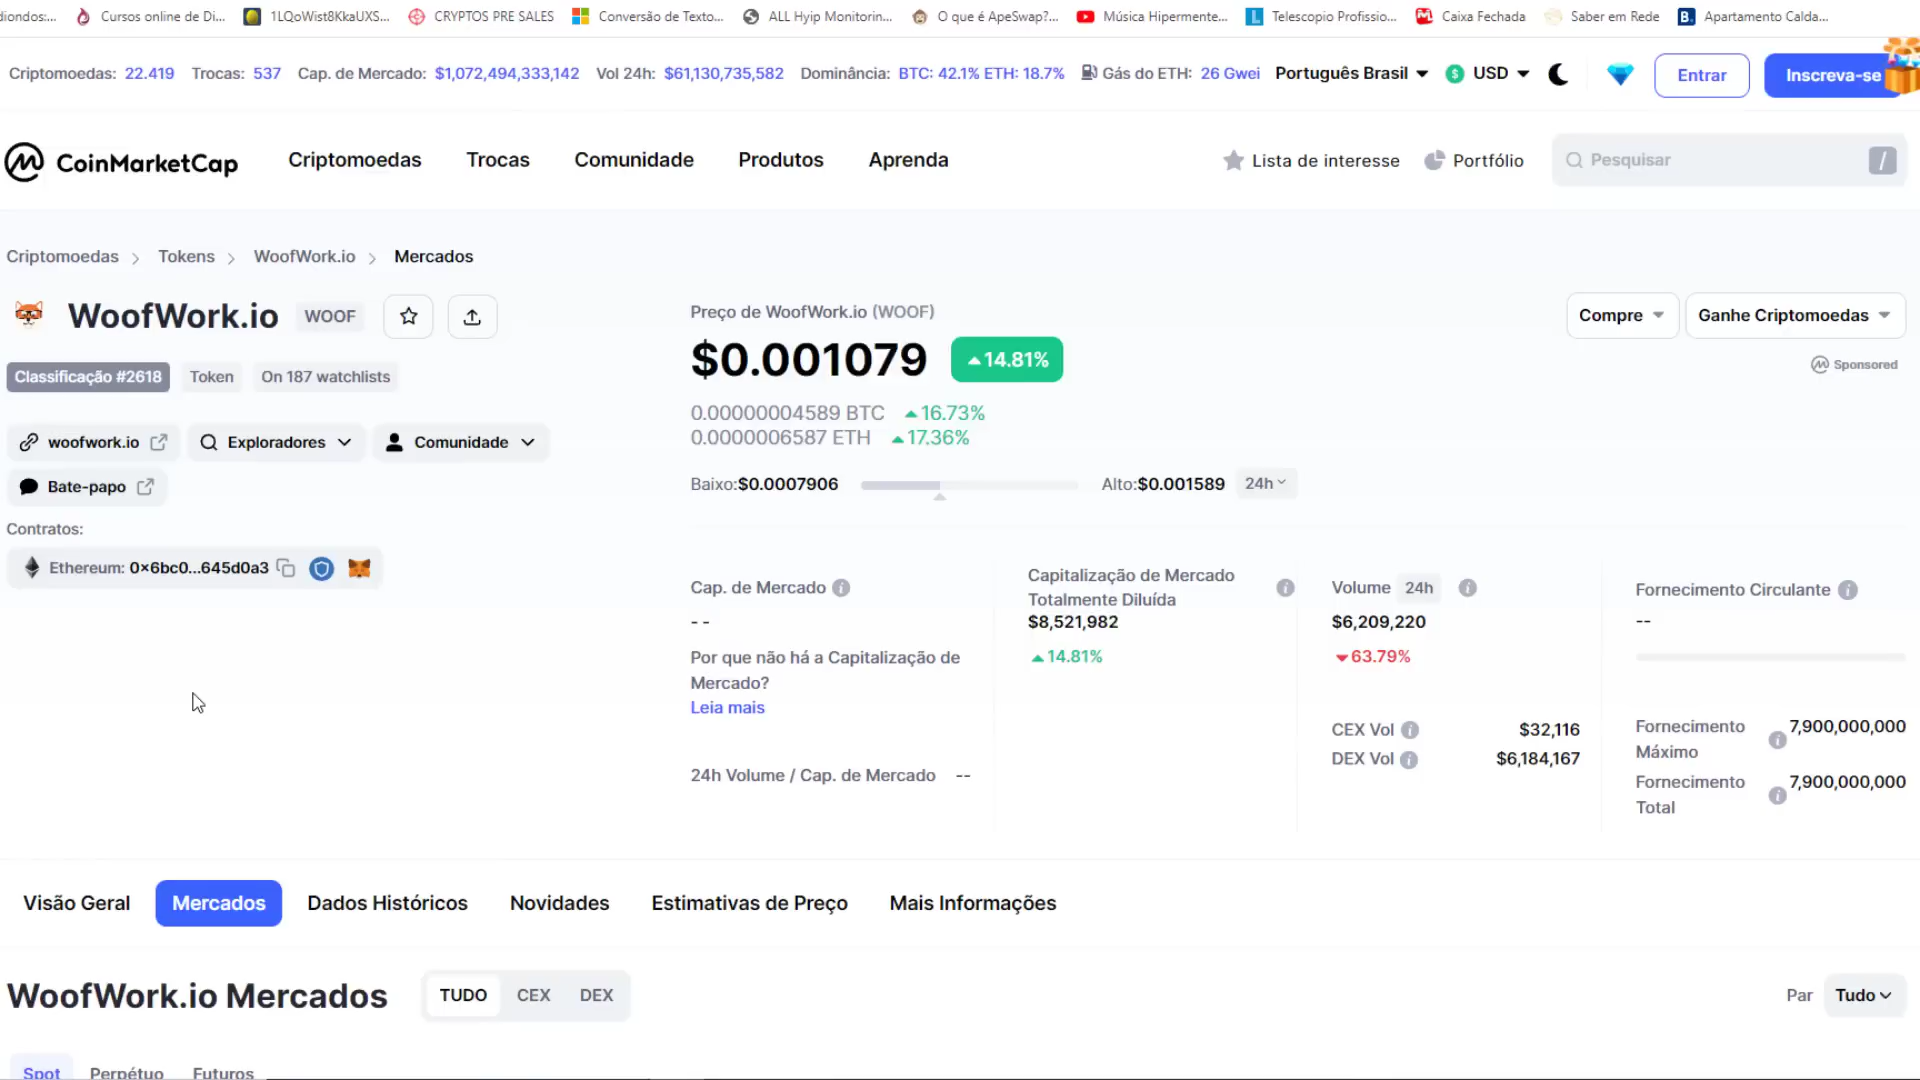 diondos:...
Cursos online de Di...
1LQoWist8KkaUXS...
CRYPTOS PRE SALES
Conversão de Texto...
ALL Hyip Monitorin...
O que é ApeSwap?...
Música Hipermente...
Telescopio Profissio...
Caixa Fechada
Saber em Rede
Apartamento Calda...
Criptomoedas: 22.419 Trocas: 537 Cap. de Mercado: $1,072,494,333,142 Vol 24h: $61,130,735,582 Dominância: BTC: 42.1% ETH: 18.7% Gás do ETH: 26 Gwei Português Brasil USD Entrar Inscreva-se
CoinMarketCap Criptomoedas Trocas Comunidade Produtos Aprenda Lista de interesse Portfólio Pesquisar /
Criptomoedas > Tokens > WoofWork.io > Mercados
WoofWork.io WOOF
Classificação #2618 Token On 187 watchlists
woofwork.io Exploradores Comunidade
Bate-papo
Contratos:
Ethereum: 0x6bc0...645d0a3
Preço de WoofWork.io (WOOF)
$0.001079 14.81%
0.00000004589 BTC 16.73%
0.0000006587 ETH 17.36%
Baixo:$0.0007906 Alto:$0.001589 24h
Compre Ganhe Criptomoedas
Sponsored
Cap. de Mercado
- -
Por que não há a Capitalização de
Mercado?
Leia mais
24h Volume / Cap. de Mercado --
Capitalização de Mercado
Totalmente Diluída
$8,521,982
14.81%
Volume 24h
$6,209,220
63.79%
CEX Vol $32,116
DEX Vol $6,184,167
Fornecimento Circulante
--
Fornecimento
Máximo
7,900,000,000
Fornecimento
Total
7,900,000,000
Visão Geral Mercados Dados Históricos Novidades Estimativas de Preço Mais Informações
WoofWork.io Mercados TUDO CEX DEX Par Tudo
Spot Perpétuo Futuros